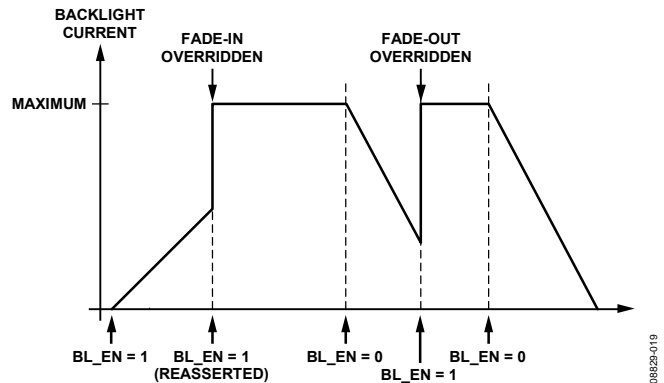 BACKLIGHT
CURRENT
FADE-IN
OVERRIDDEN
FADE-OUT
OVERRIDDEN
MAXIMUM
BL_EN = 1
BL_EN = 1
(REASSERTED)
BL_EN = 0
BL_EN = 1
BL_EN = 0
08829-019